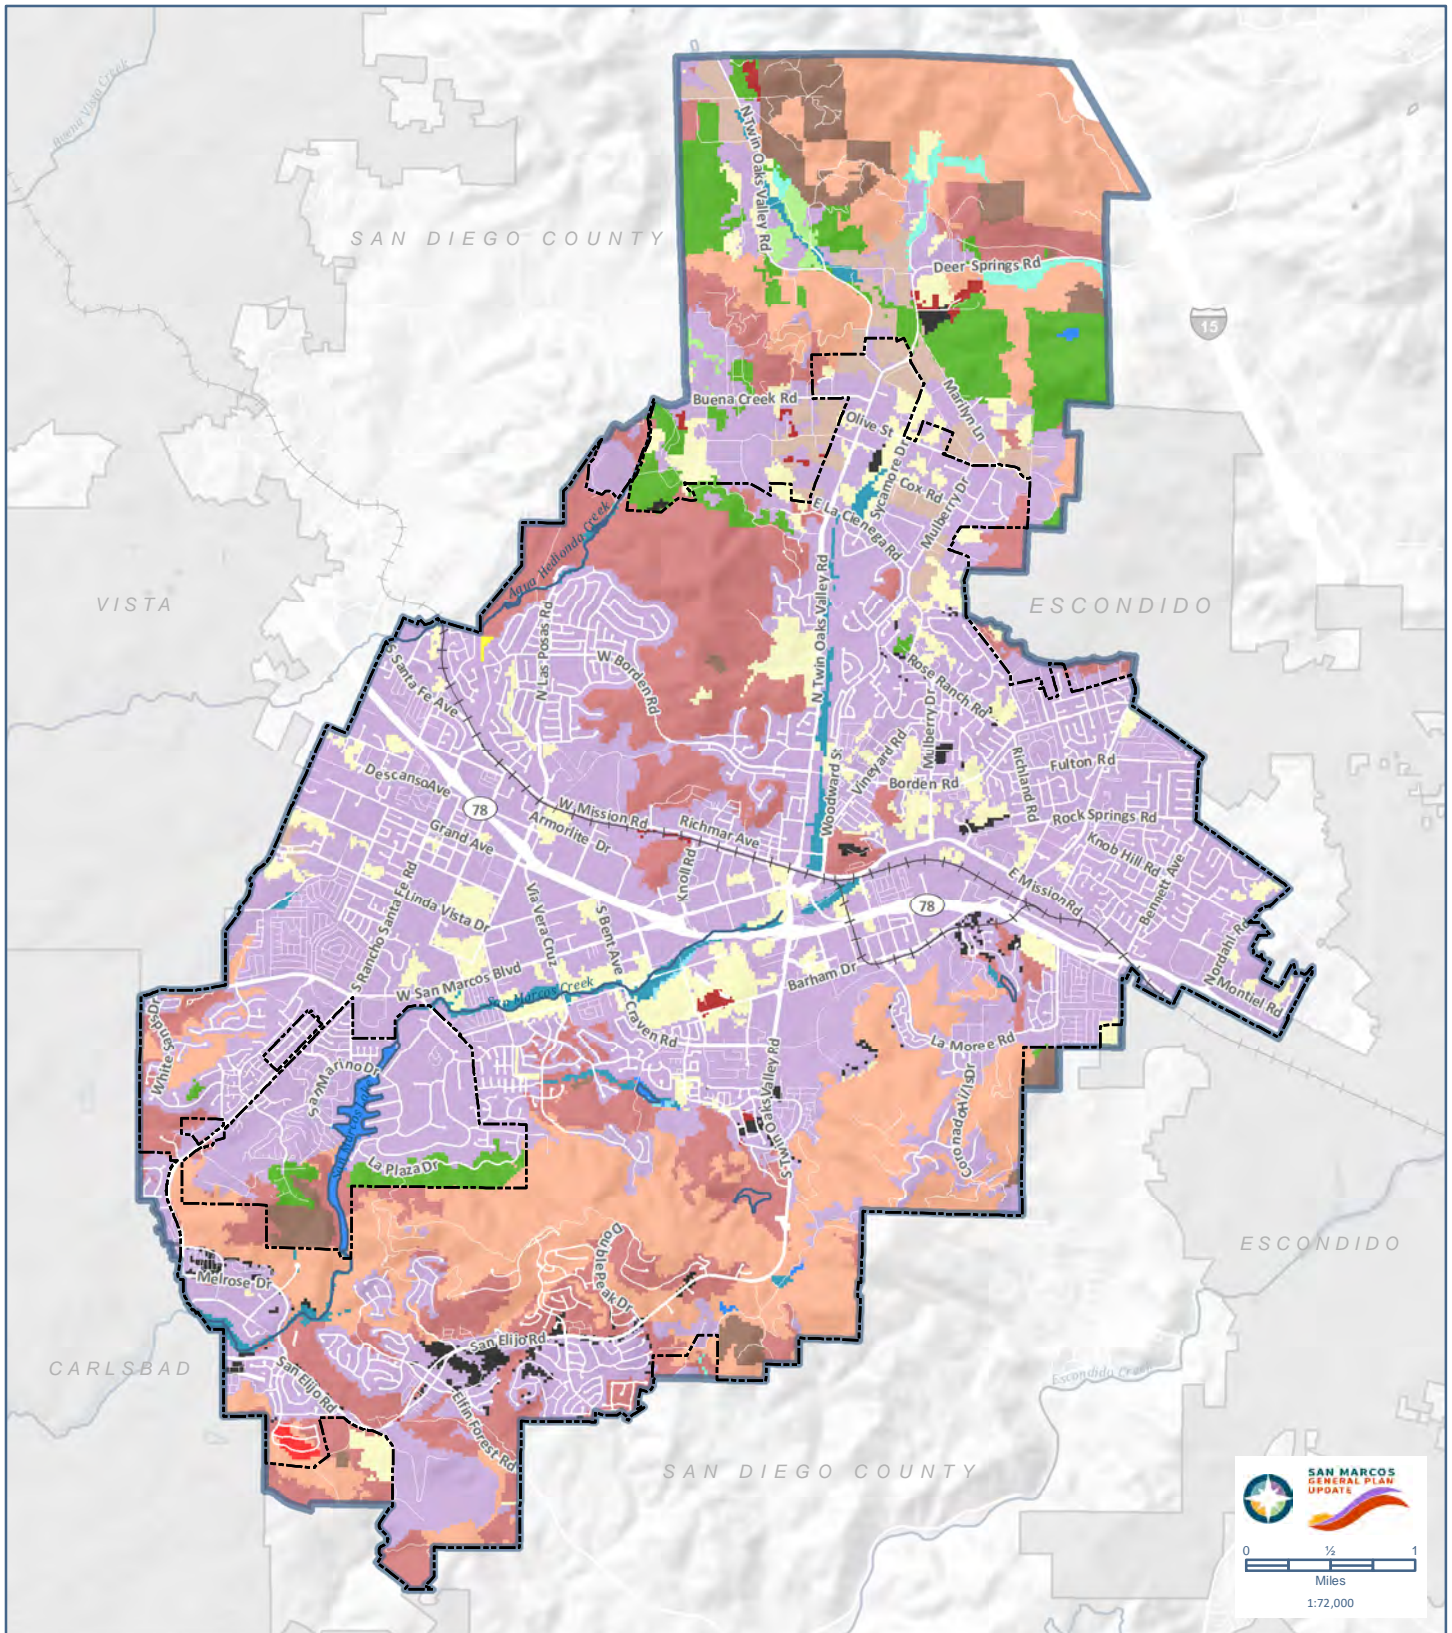 Buena Vista Creek
N Twin Oaks Valley Rd
SAN DIEGO COUNTY
Deer Springs Rd
15
Marilyn Ln
Buena Creek Rd
Olive St
Sycamore Dr
Cox Rd
Mulberry Dr
E La Cienega Rd
Agua Hedionda Creek
VISTA
ESCONDIDO
N Las Posas Rd
W Borden Rd
N Twin Oaks Valley Rd
S Santa Fe Ave
Rose Ranch Rd
Mulberry Dr
Vineyard Rd
Woodward St
Richland Rd
Fulton Rd
Borden Rd
Descanso Ave
78
W Mission Rd
Richmar Ave
Rock Springs Rd
Armorlite Dr
Grand Ave
Knob Hill Rd
Bennett Ave
Knoll Rd
E Mission Rd
S Rancho Santa Fe Rd
Linda Vista Dr
Via Vera Cruz
S Bent Ave
78
Nordahl Rd
W San Marcos Blvd
Barham Dr
San Marcos Creek
Montiel Rd
Craven Rd
White Dr
La Moree Rd
San Marino Dr
La Plaza Dr
S Twin Oaks Valley Rd
Double Peak Dr
ESCONDIDO
Melrose Dr
San Elijo Rd
CARLSBAD
San Elijo Rd
Elfin Forest Rd
Escondido Creek
SAN DIEGO COUNTY
SAN MARCOS
GENERAL PLAN
UPDATE
0 ½ 1
Miles
1:72,000